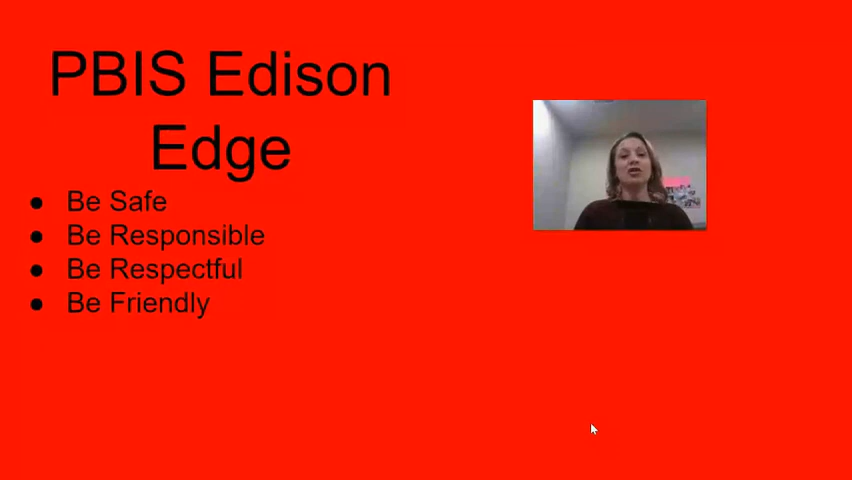 PBIS Edison
Edge
● Be Safe
● Be Responsible
● Be Respectful
● Be Friendly